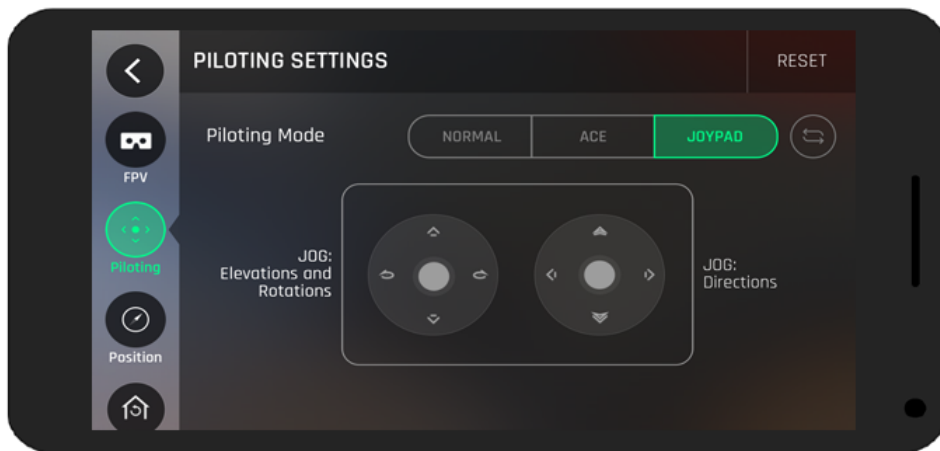 PILOTING SETTINGS
RESET
Piloting Mode
NORMAL
ACE
JOYPAD
FPV
Piloting
Position
JOG:
Elevations and
Rotations
JOG:
Directions